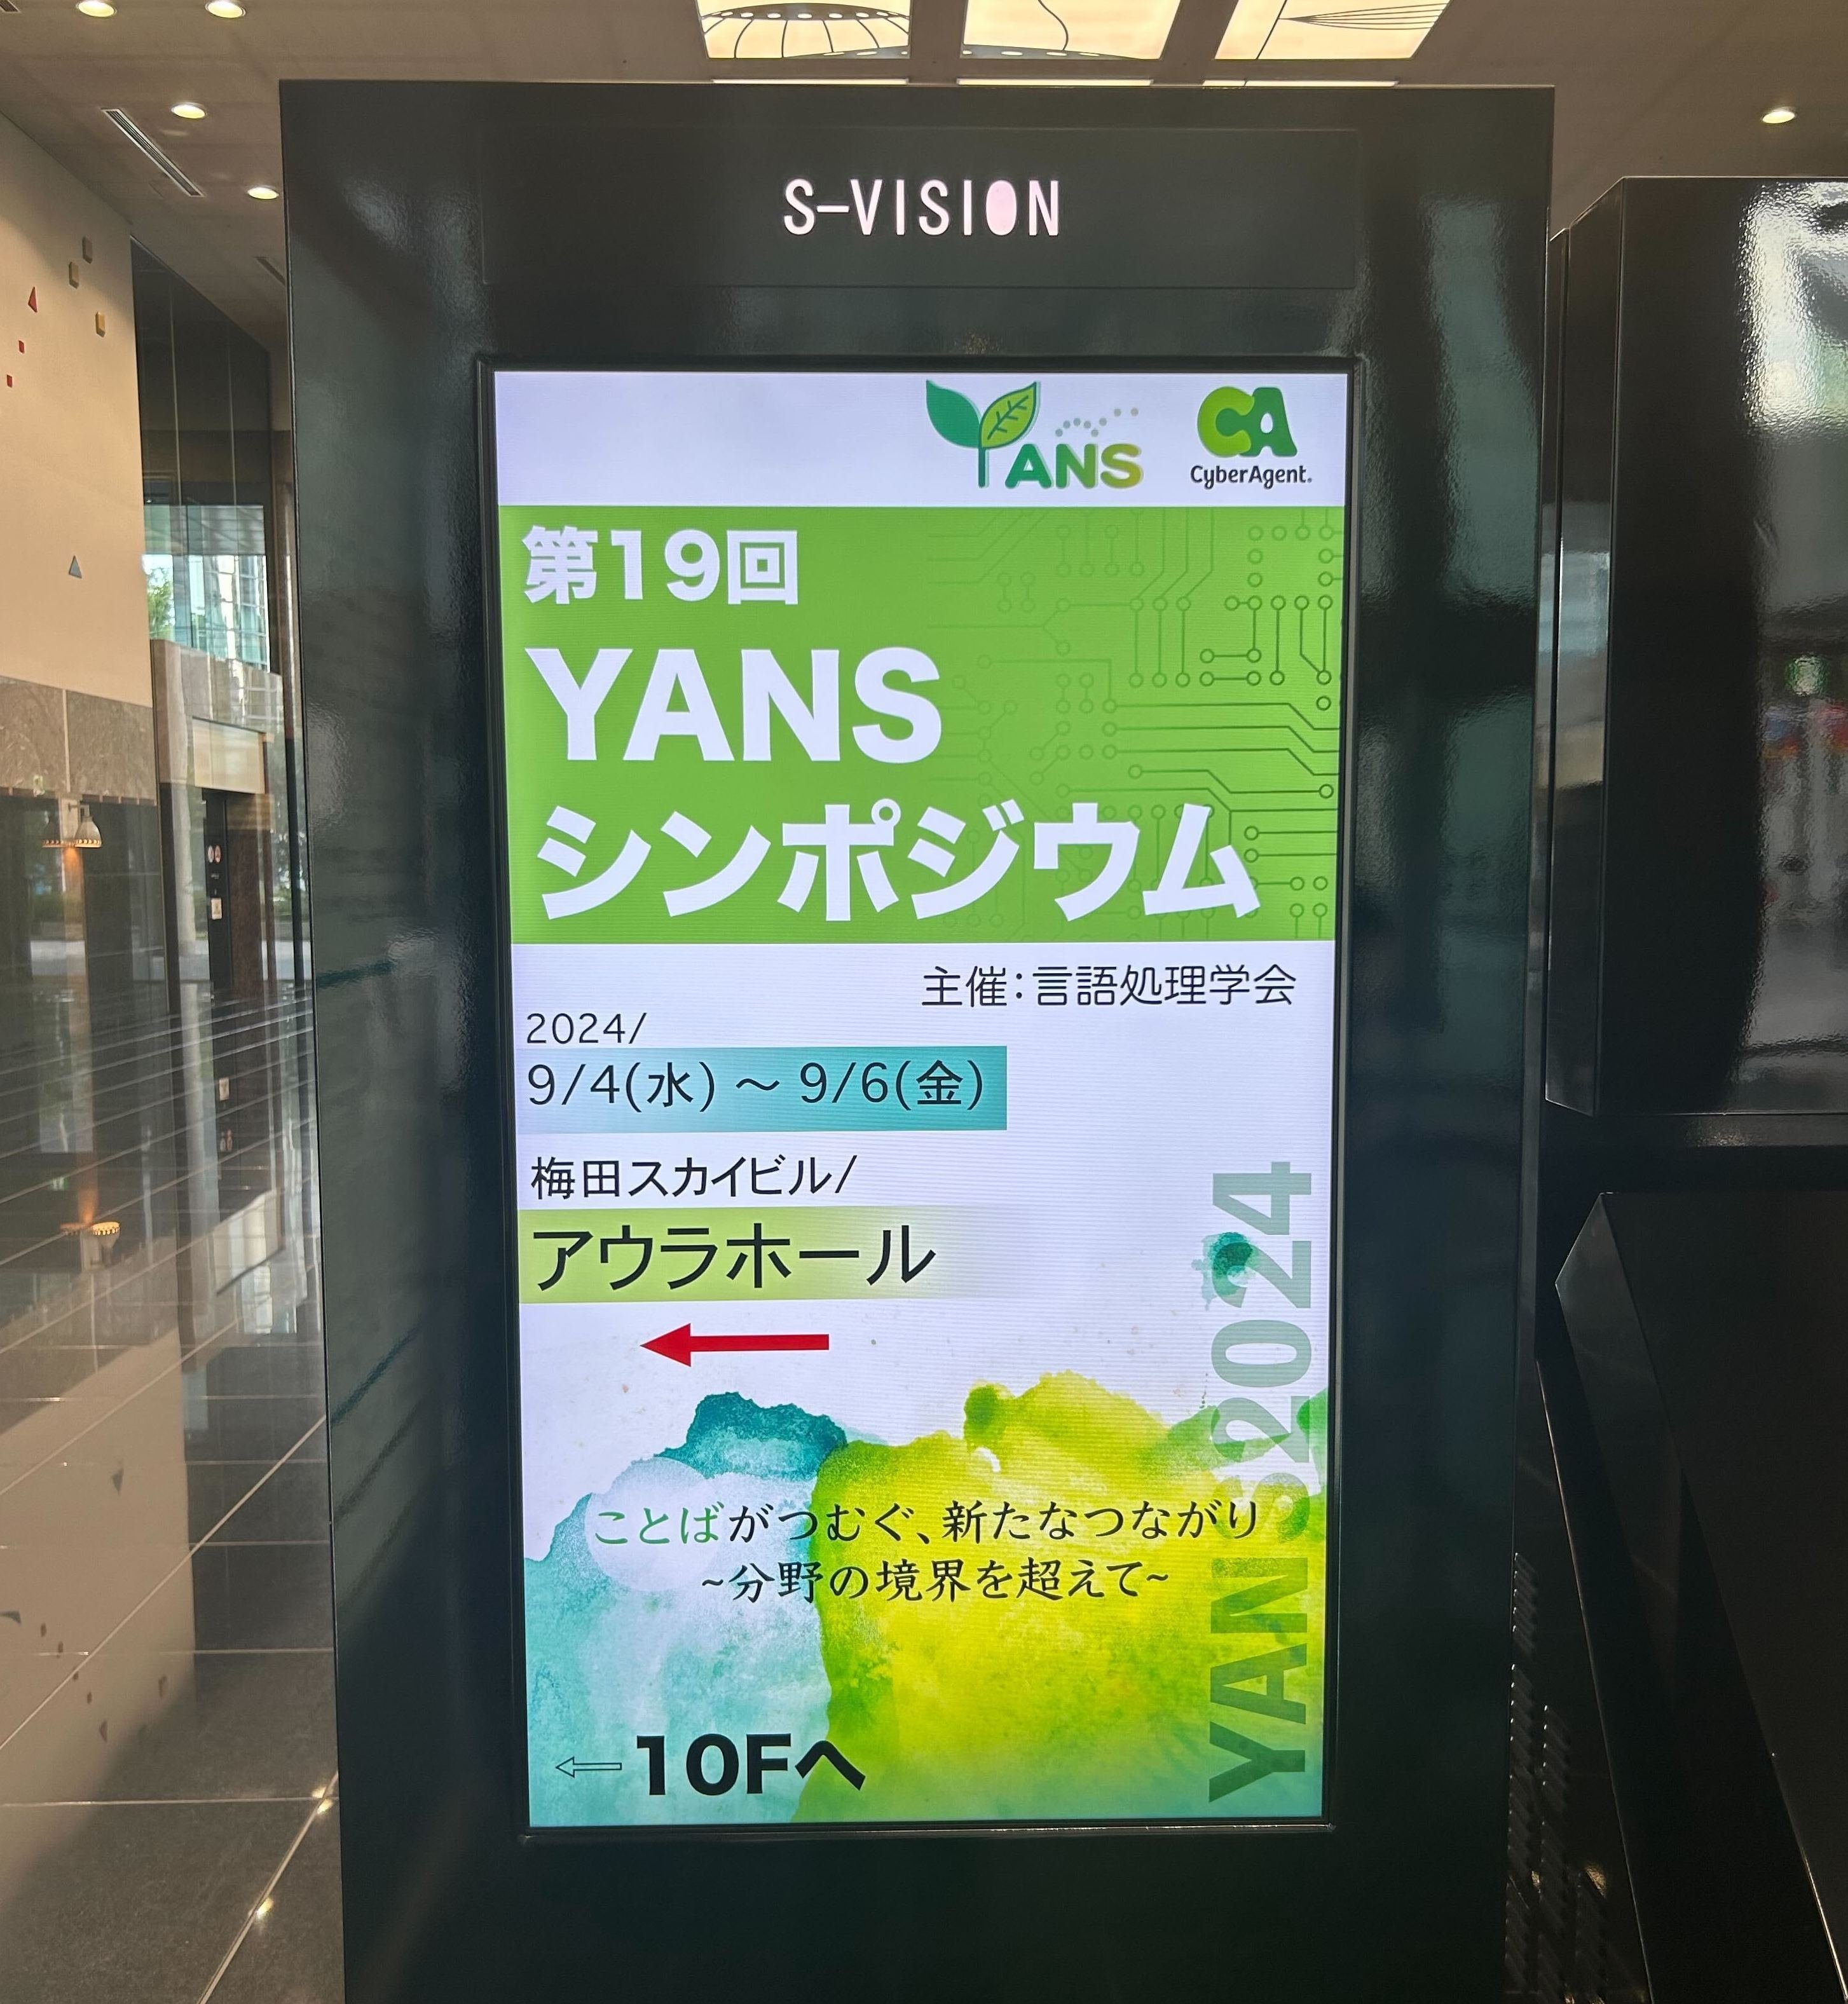 S-VISION
YANS
CA
CyberAgent.
第19回
YANS
シンポジウム
主催：言語処理学会
2024/
9/4(水) ～ 9/6(金)
梅田スカイビル/
アウラホール
ことばがつむぐ、新たなつながり
~分野の境界を超えて~
YANS2024
←10Fへ